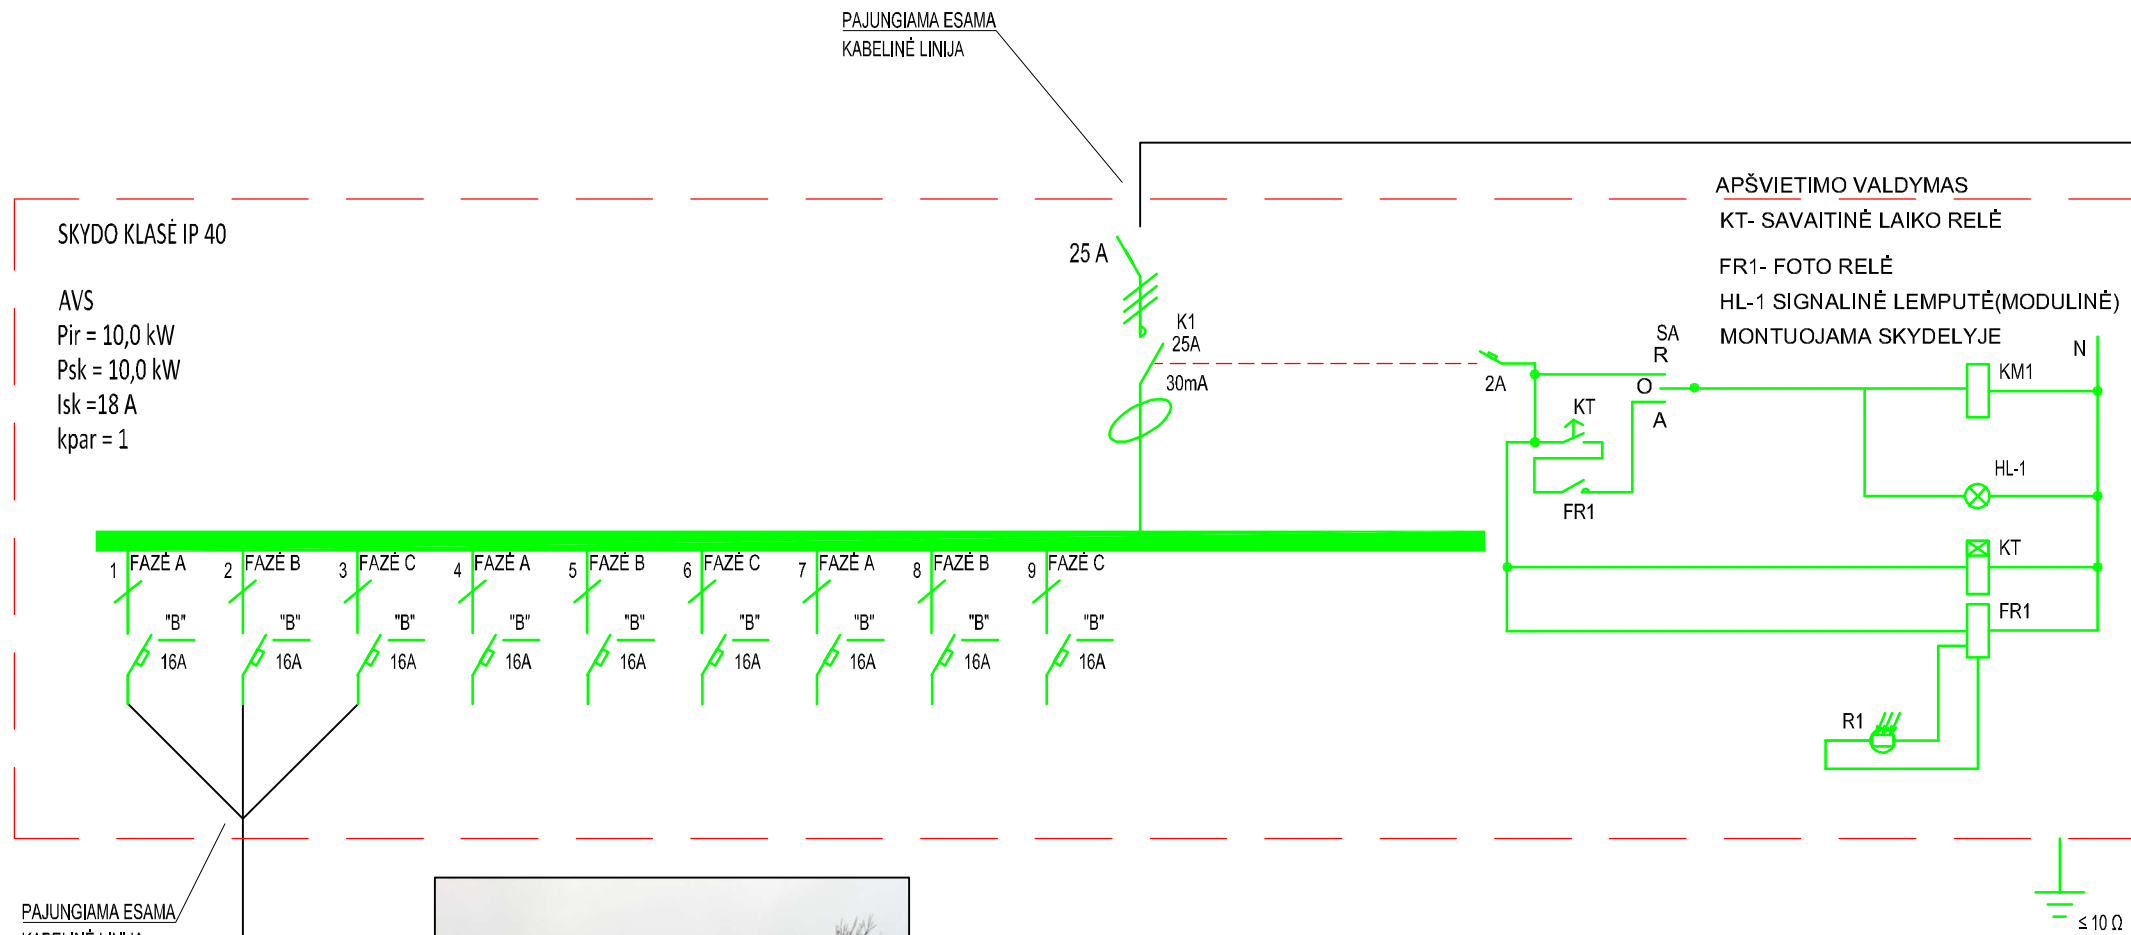 PAJUNGIAMA ESAMA
KABELINĖ LINIJA
SKYDO KLASĖ IP 40
AVS
Pir = 10,0 kW
Psk = 10,0 kW
Isk =18 A
kpar = 1
25 A
K1
25A
30mA
APŠVIETIMO VALDYMAS
KT- SAVAITINĖ LAIKO RELĖ
FR1- FOTO RELĖ
HL-1 SIGNALINĖ LEMPUTĖ(MODULINĖ)
MONTUOJAMA SKYDELYJE
N
SA
R
O
A
2A
KT
FR1
KM1
HL-1
KT
FR1
R1
1 FAZĖ A
2 FAZĖ B
3 FAZĖ C
4 FAZĖ A
5 FAZĖ B
6 FAZĖ C
7 FAZĖ A
8 FAZĖ B
9 FAZĖ C
"B" "B" "B" "B" "B" "B" "B" "B" "B"
16A 16A 16A 16A 16A 16A 16A 16A 16A
PAJUNGIAMA ESAMA
KABELINĖ LINIJA
≤ 10 Ω